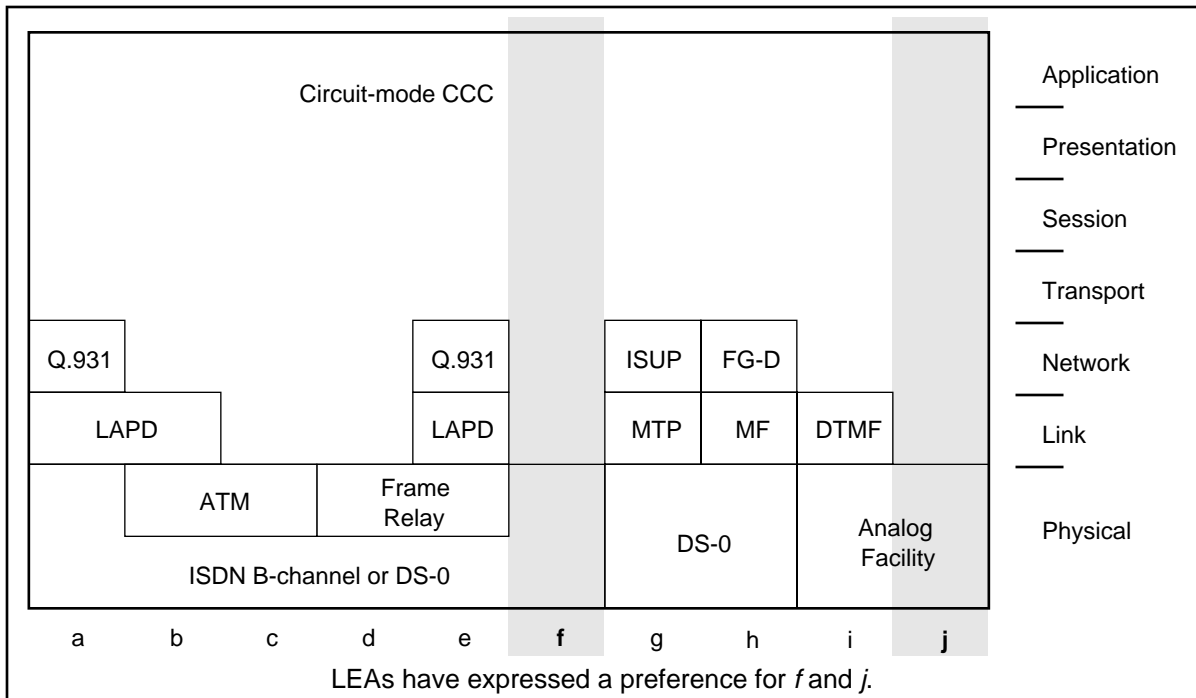 Circuit-mode CCC
Application
Presentation
Session
Transport
Q.931
Q.931
ISUP
FG-D
Network
LAPD
LAPD
MTP
MF
DTMF
Link
ATM
Frame
Relay
DS-0
Analog
Facility
Physical
ISDN B-channel or DS-0
a b c d e f g h i j
LEAs have expressed a preference for f and j.